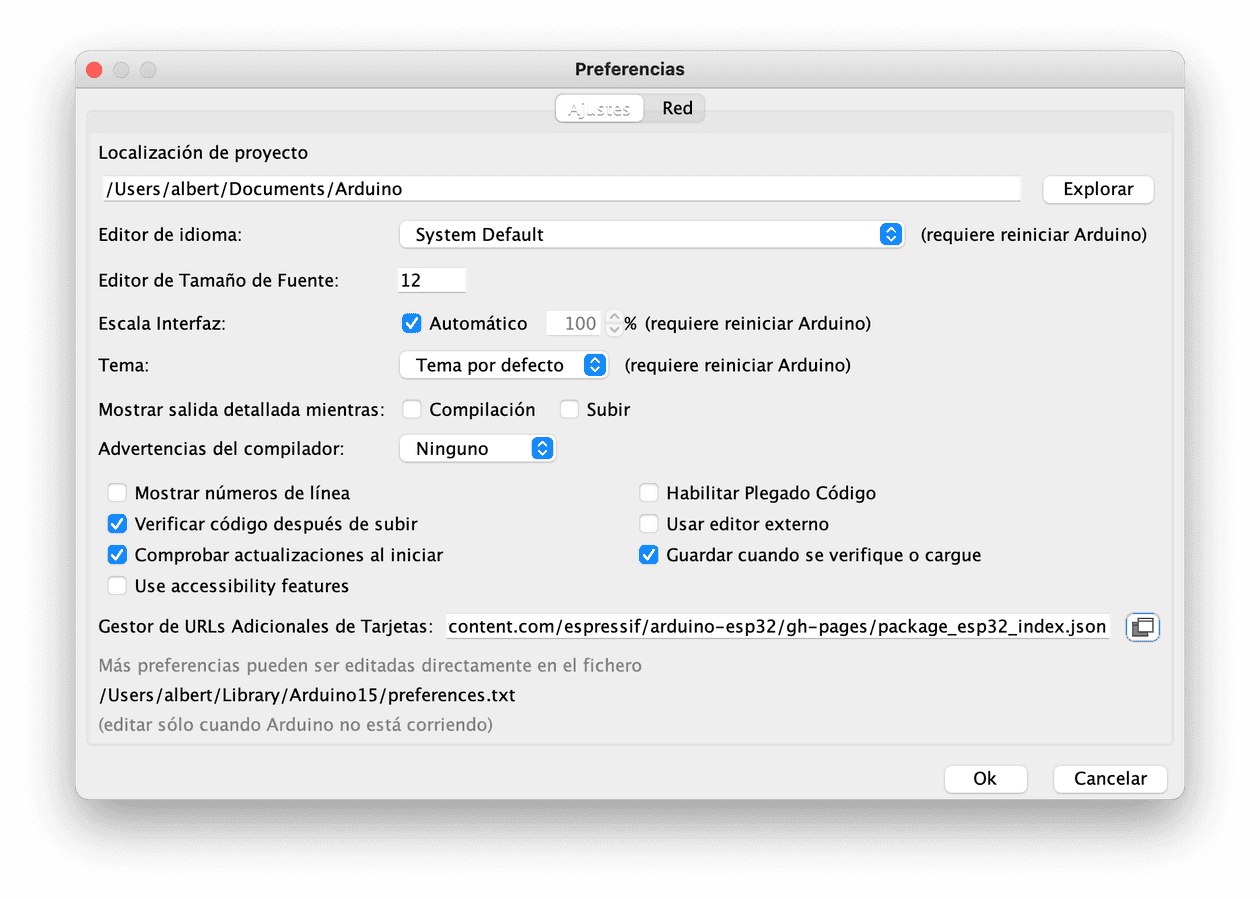 Preferencias
Ajustes Red
Localización de proyecto
/Users/albert/Documents/Arduino Explorar
Editor de idioma: System Default (requiere reiniciar Arduino)
Editor de Tamaño de Fuente: 12
Escala Interfaz: Automático 100 % (requiere reiniciar Arduino)
Tema: Tema por defecto (requiere reiniciar Arduino)
Mostrar salida detallada mientras: Compilación Subir
Advertencias del compilador: Ninguno
Mostrar números de línea Habilitar Plegado Código
Verificar código después de subir Usar editor externo
Comprobar actualizaciones al iniciar Guardar cuando se verifique o cargue
Use accessibility features
Gestor de URLs Adicionales de Tarjetas: content.com/espressif/arduino-esp32/gh-pages/package_esp32_index.json
Más preferencias pueden ser editadas directamente en el fichero
/Users/albert/Library/Arduino15/preferences.txt
(editar sólo cuando Arduino no está corriendo)
Ok Cancelar